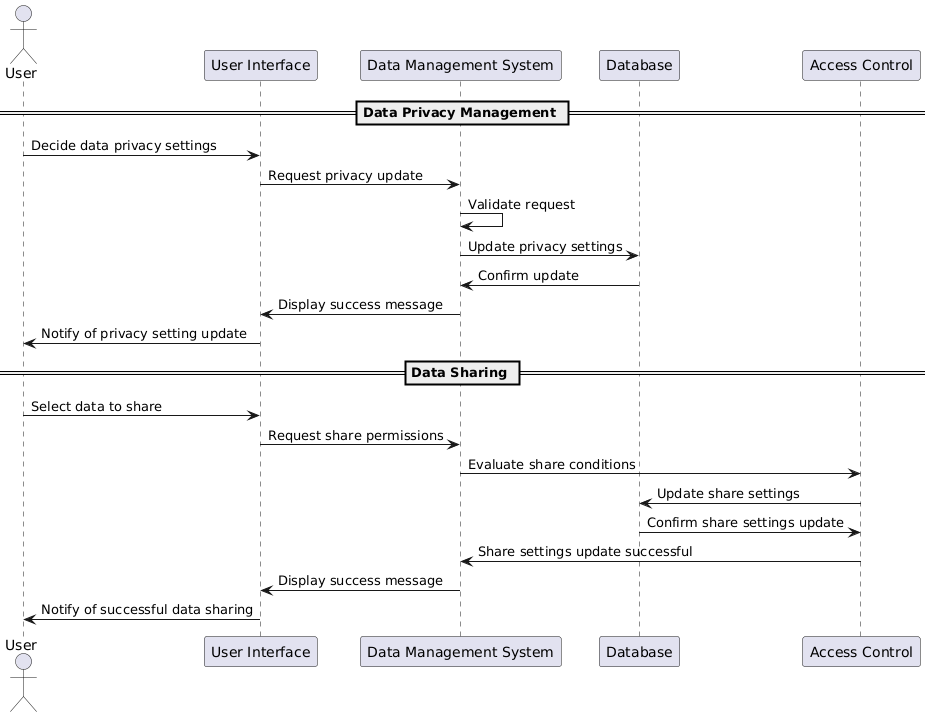 User
User Interface
Data Management System
Database
Access Control
Data Privacy Management
Decide data privacy settings
Request privacy update
Validate request
Update privacy settings
Confirm update
Display success message
Notify of privacy setting update
Data Sharing
Select data to share
Request share permissions
Evaluate share conditions
Update share settings
Confirm share settings update
Share settings update successful
Display success message
Notify of successful data sharing
User
User Interface
Data Management System
Database
Access Control